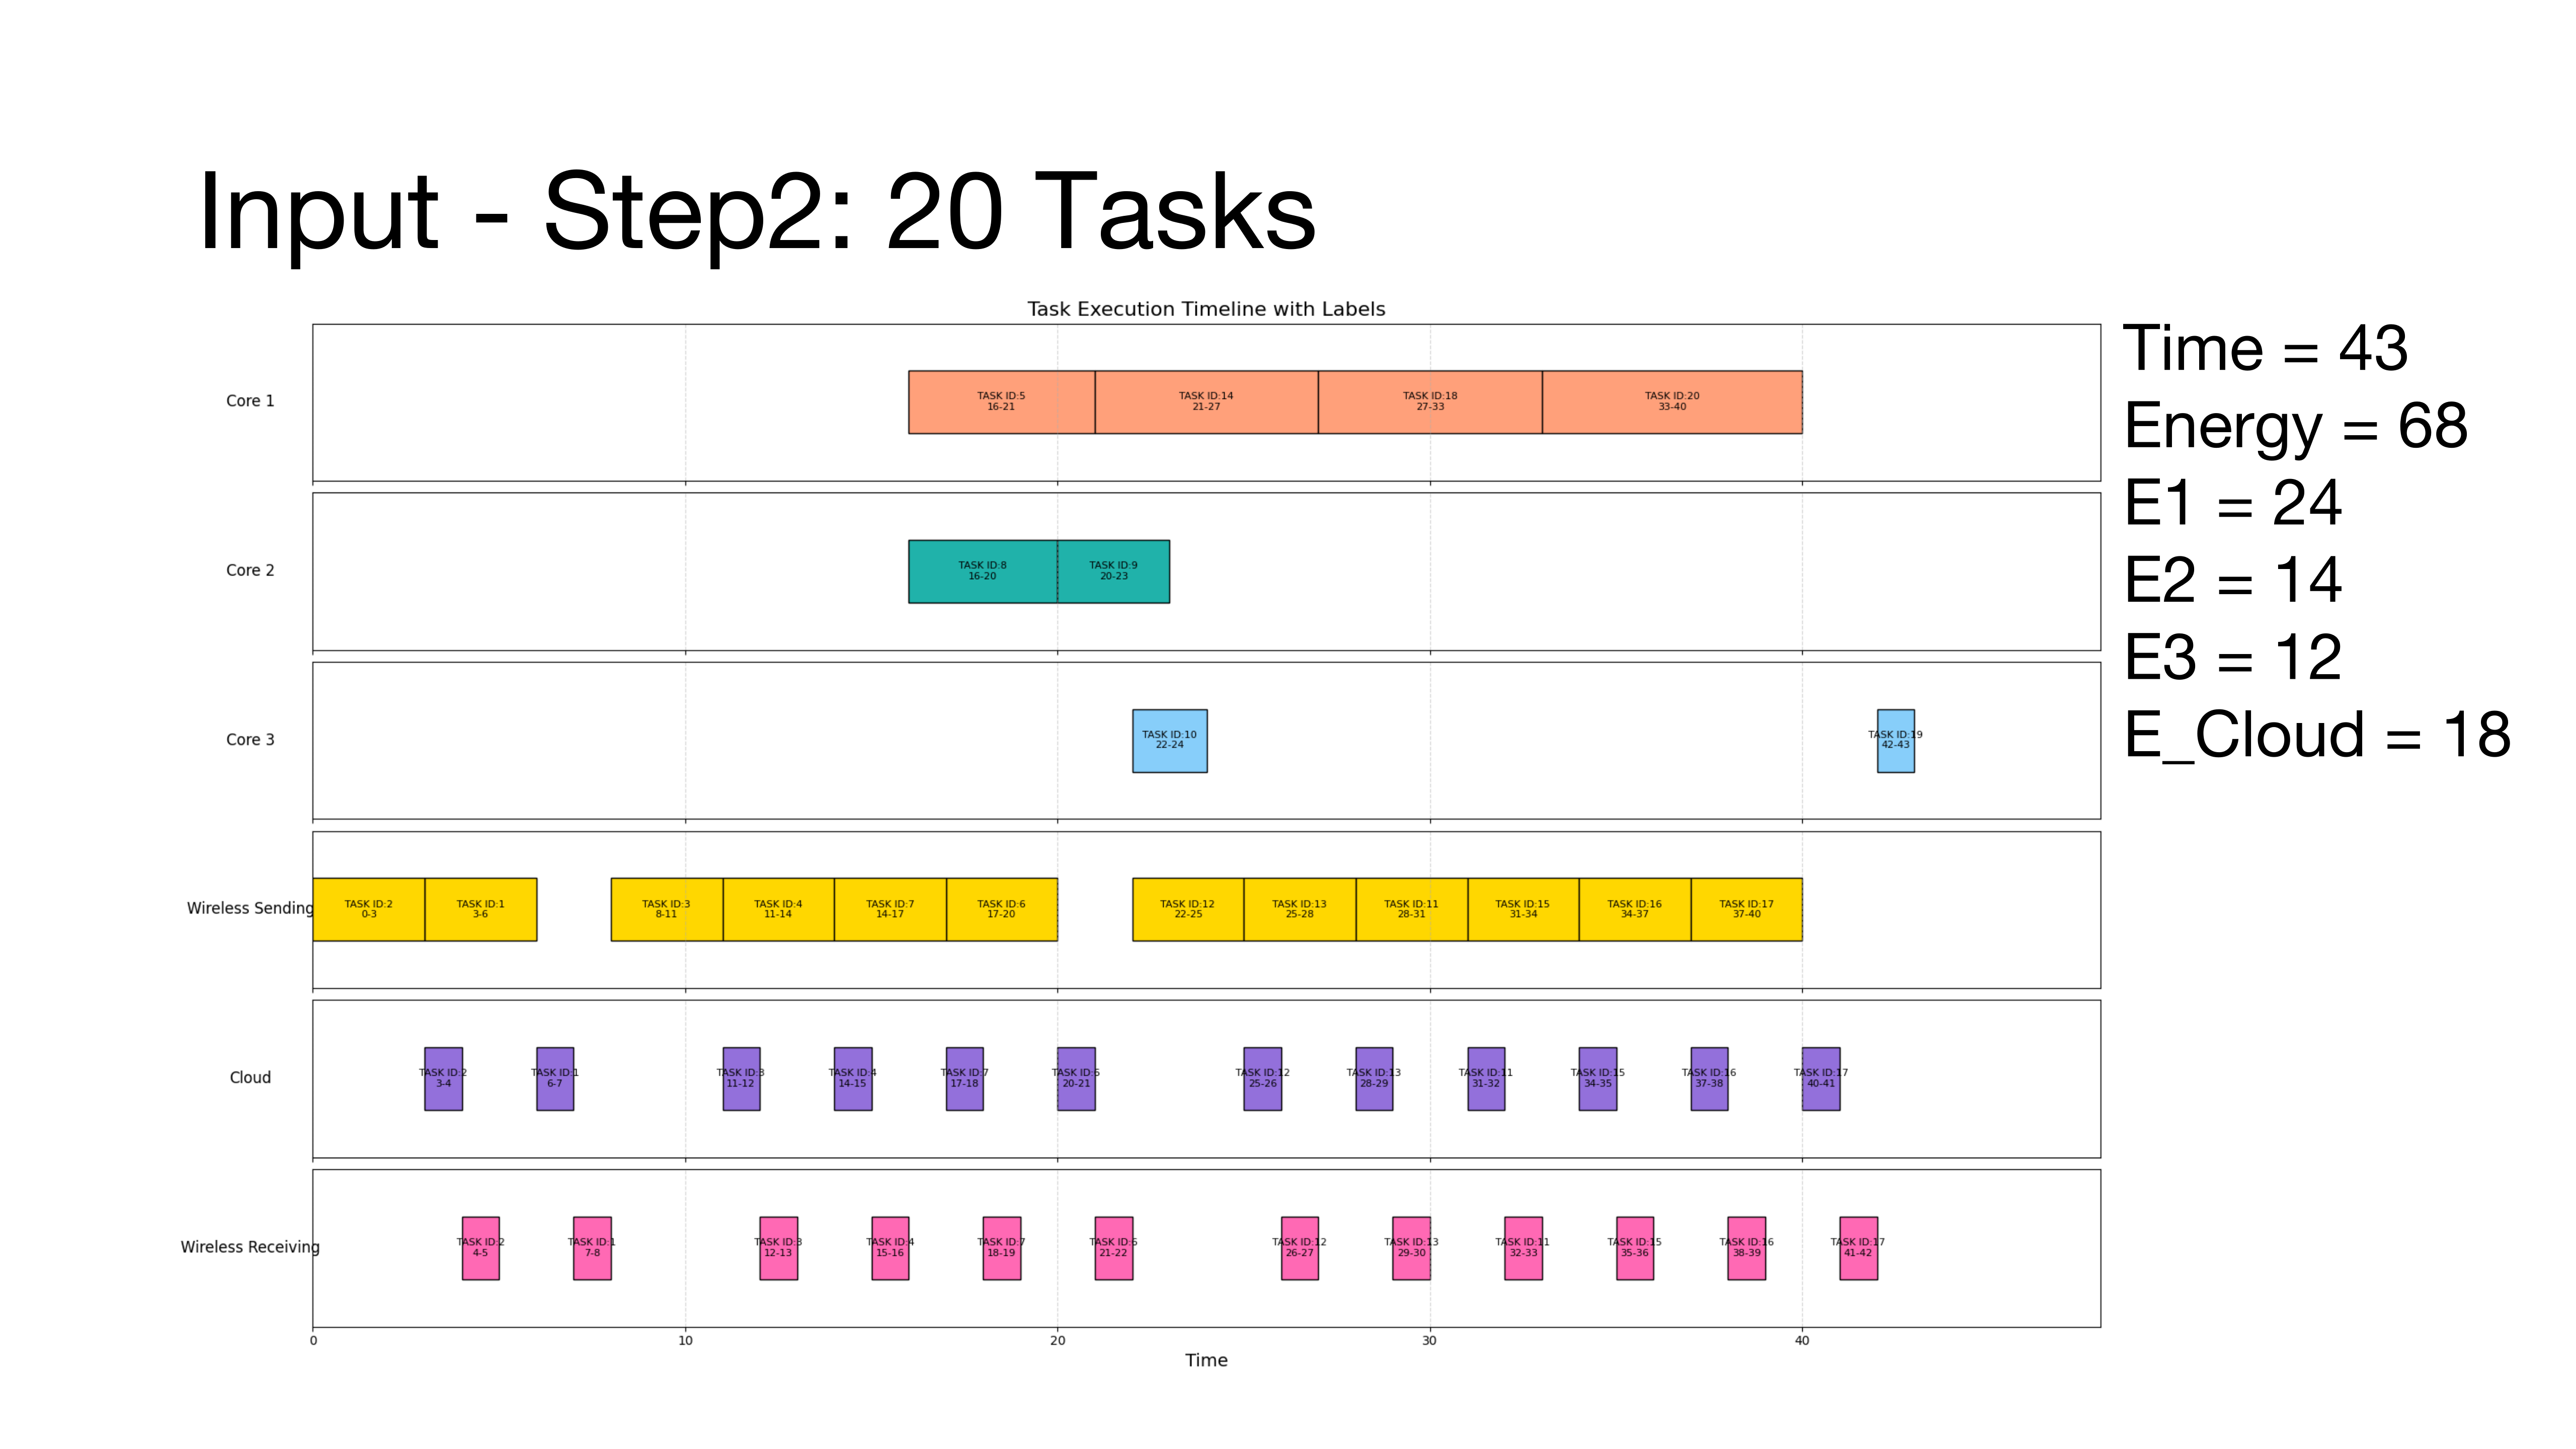 Input - Step2: 20 Tasks
Task Execution Timeline with Labels
Core 1
TASK ID:5
16-21
TASK ID:14
21-27
TASK ID:18
27-33
TASK ID:20
33-40
Core 2
TASK ID:8
16-20
TASK ID:9
20-23
Core 3
TASK ID:10
22-24
TASK ID:19
42-43
Wireless Sending
TASK ID:2
0-3
TASK ID:1
3-6
TASK ID:3
8-11
TASK ID:4
11-14
TASK ID:7
14-17
TASK ID:6
17-20
TASK ID:12
22-25
TASK ID:13
25-28
TASK ID:11
28-31
TASK ID:15
31-34
TASK ID:16
34-37
TASK ID:17
37-40
Cloud
TASK ID:2
3-4
TASK ID:1
6-7
TASK ID:3
11-12
TASK ID:4
14-15
TASK ID:7
17-18
TASK ID:6
20-21
TASK ID:12
25-26
TASK ID:13
28-29
TASK ID:11
31-32
TASK ID:15
34-35
TASK ID:16
37-38
TASK ID:17
40-41
Wireless Receiving
TASK ID:2
4-5
TASK ID:1
7-8
TASK ID:3
12-13
TASK ID:4
15-16
TASK ID:7
18-19
TASK ID:6
21-22
TASK ID:12
26-27
TASK ID:13
29-30
TASK ID:11
32-33
TASK ID:15
35-36
TASK ID:16
38-39
TASK ID:17
41-42
0
10
20
30
40
Time
Time = 43
Energy = 68
E1 = 24
E2 = 14
E3 = 12
E_Cloud = 18